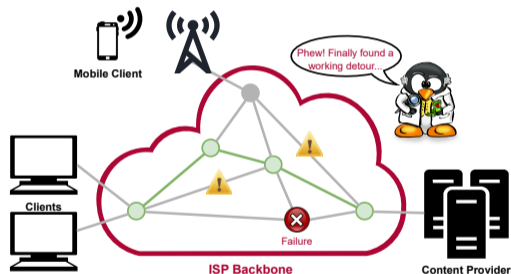 Phew! Finally found a
working detour...
Mobile Client
Clients
Failure
ISP Backbone
Content Provider